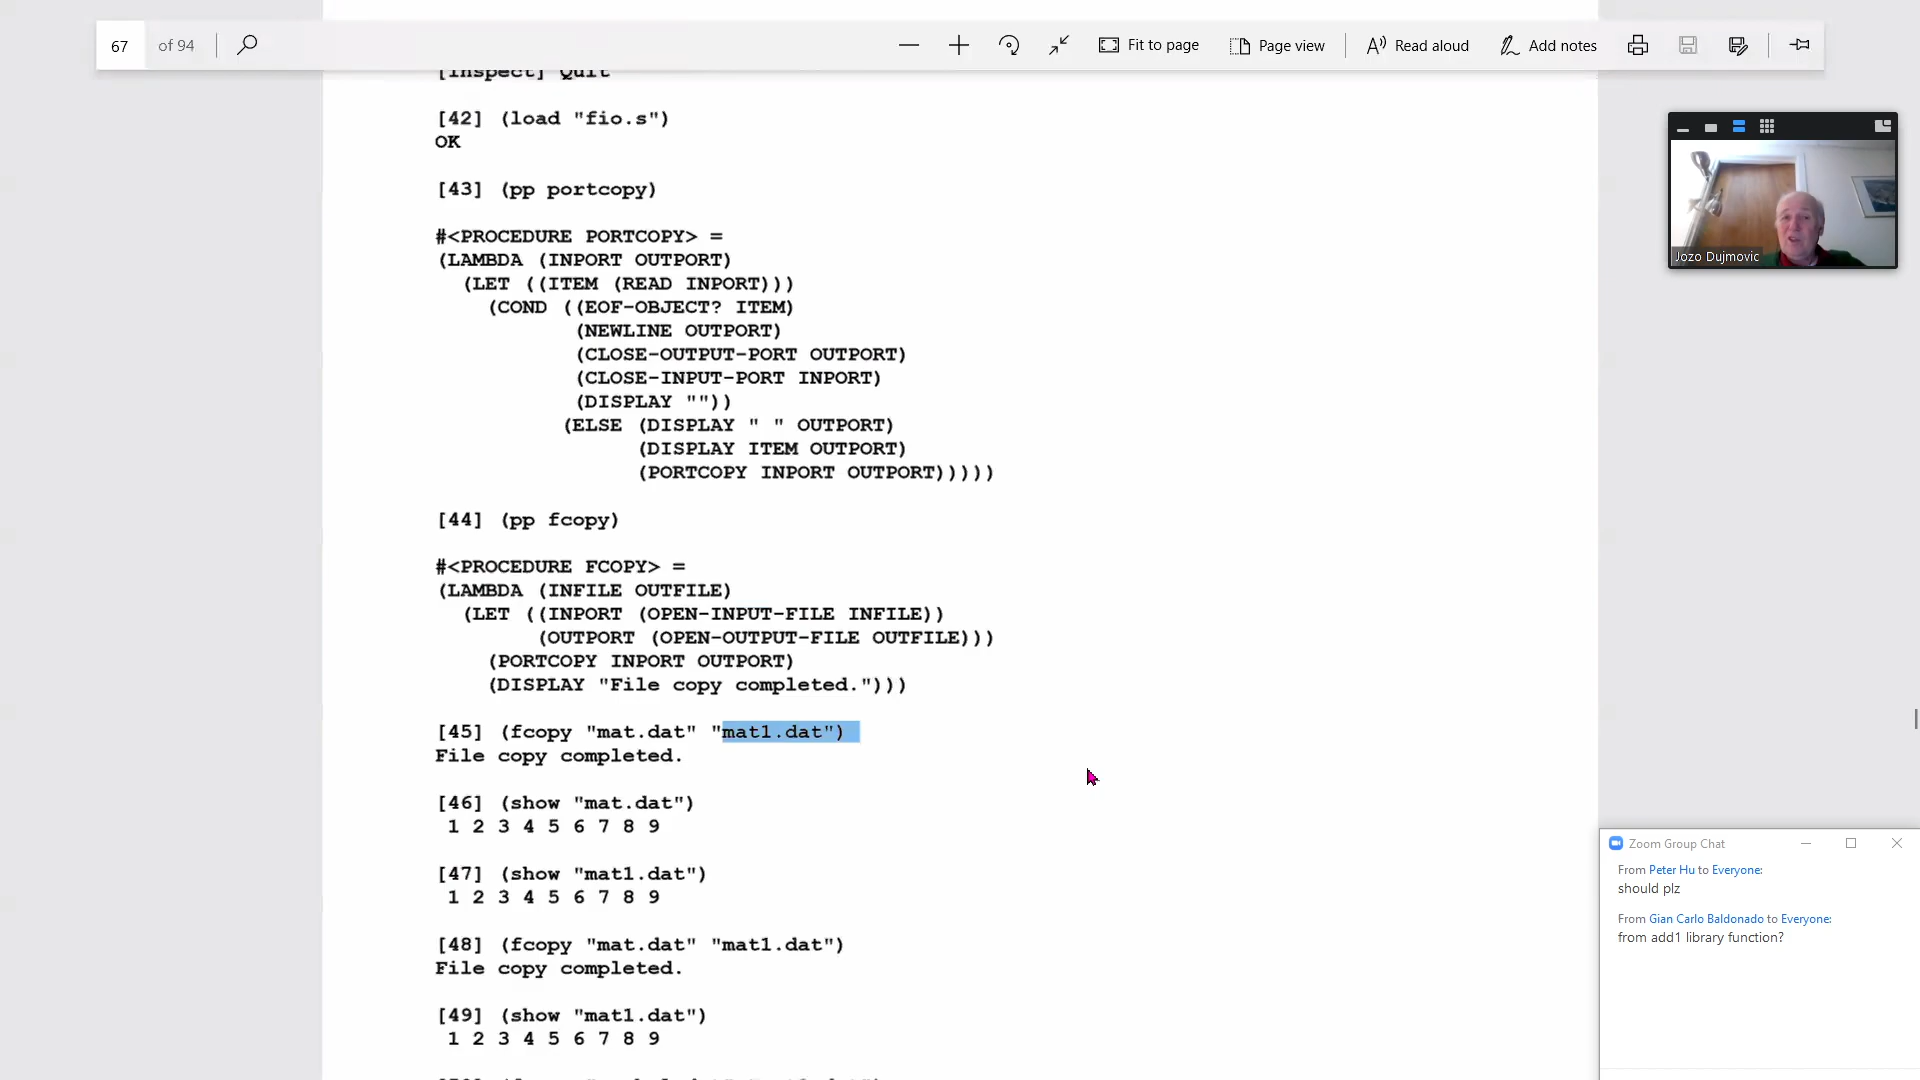 67 of 94
Fit to page
Page view
Read aloud
Add notes
[Inspect] Quit
[42] (load "fio.s")
OK
[43] (pp portcopy)
#<PROCEDURE PORTCOPY> =
(LAMBDA (INPORT OUTPORT)
(LET ((ITEM (READ INPORT)))
(COND ((EOF-OBJECT? ITEM)
(NEWLINE OUTPORT)
(CLOSE-OUTPUT-PORT OUTPORT)
(CLOSE-INPUT-PORT INPORT)
(DISPLAY ""))
(ELSE (DISPLAY " " OUTPORT)
(DISPLAY ITEM OUTPORT)
(PORTCOPY INPORT OUTPORT)))))
[44] (pp fcopy)
#<PROCEDURE FCOPY> =
(LAMBDA (INFILE OUTFILE)
(LET ((INPORT (OPEN-INPUT-FILE INFILE))
(OUTPORT (OPEN-OUTPUT-FILE OUTFILE)))
(PORTCOPY INPORT OUTPORT)
(DISPLAY "File copy completed.")))
[45] (fcopy "mat.dat" "mat1.dat")
File copy completed.
[46] (show "mat.dat")
1 2 3 4 5 6 7 8 9
[47] (show "mat1.dat")
1 2 3 4 5 6 7 8 9
[48] (fcopy "mat.dat" "mat1.dat")
File copy completed.
[49] (show "mat1.dat")
1 2 3 4 5 6 7 8 9
Jozo Dujmovic
Zoom Group Chat
From Peter Hu to Everyone:
should plz
From Gian Carlo Baldonado to Everyone:
from add1 library function?